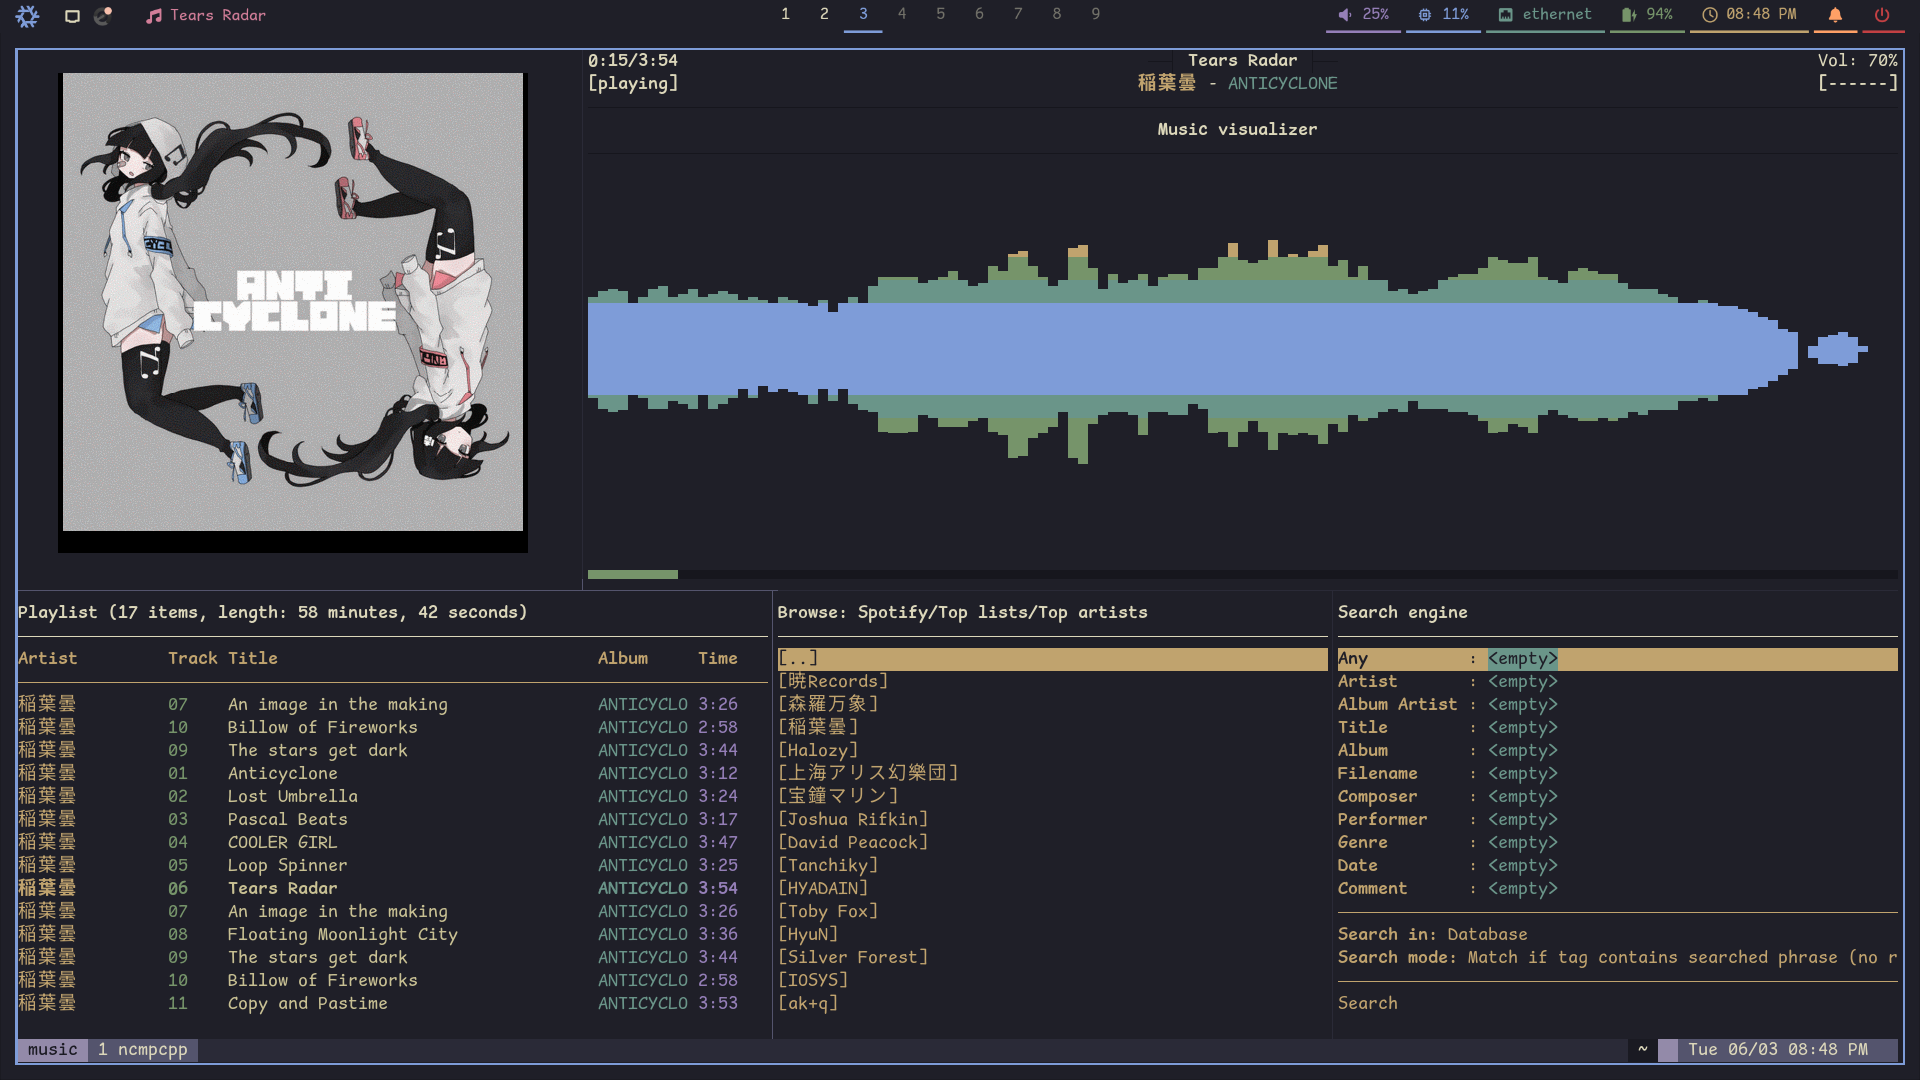 Tears Radar
1 2 3 4 5 6 7 8 9
25% 11% ethernet 94% 08:48 PM
0:15/3:54 Tears Radar Vol: 70%
[playing] 稲葉曇 - ANTICYCLONE [------]
Music visualizer
ANTI
CYCLONE
Playlist (17 items, length: 58 minutes, 42 seconds)
Artist Track Title Album Time
稲葉曇 07 An image in the making ANTICYCLO 3:26
稲葉曇 10 Billow of Fireworks ANTICYCLO 2:58
稲葉曇 09 The stars get dark ANTICYCLO 3:44
稲葉曇 01 Anticyclone ANTICYCLO 3:12
稲葉曇 02 Lost Umbrella ANTICYCLO 3:24
稲葉曇 03 Pascal Beats ANTICYCLO 3:17
稲葉曇 04 COOLER GIRL ANTICYCLO 3:47
稲葉曇 05 Loop Spinner ANTICYCLO 3:25
稲葉曇 06 Tears Radar ANTICYCLO 3:54
稲葉曇 07 An image in the making ANTICYCLO 3:26
稲葉曇 08 Floating Moonlight City ANTICYCLO 3:36
稲葉曇 09 The stars get dark ANTICYCLO 3:44
稲葉曇 10 Billow of Fireworks ANTICYCLO 2:58
稲葉曇 11 Copy and Pastime ANTICYCLO 3:53
Browse: Spotify/Top lists/Top artists
[..]
[暁Records]
[森羅万象]
[稲葉曇]
[Halozy]
[上海アリス幻樂団]
[宝鐘マリン]
[Joshua Rifkin]
[David Peacock]
[Tanchiky]
[HYADAIN]
[Toby Fox]
[HyuN]
[Silver Forest]
[IOSYS]
[ak+q]
Search engine
Any : <empty>
Artist : <empty>
Album Artist : <empty>
Title : <empty>
Album : <empty>
Filename : <empty>
Composer : <empty>
Performer : <empty>
Genre : <empty>
Date : <empty>
Comment : <empty>
Search in: Database
Search mode: Match if tag contains searched phrase (no r
Search
music 1 ncmpcpp ~ Tue 06/03 08:48 PM